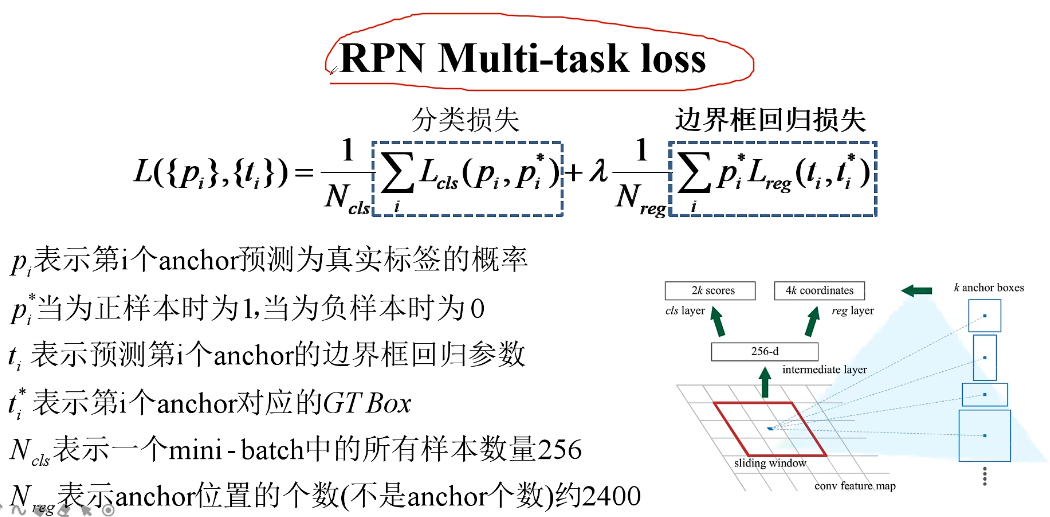 RPN Multi-task loss
分类损失 边界框回归损失
L({p_i},{t_i}) = \frac{1}{N_{cls}} \sum_i L_{cls}(p_i, p_i^*) + λ \frac{1}{N_{reg}} \sum_i p_i^* L_{reg}(t_i, t_i^*)
p_i表示第i个anchor预测为真实标签的概率
p_i^*当为正样本时为1,当为负样本时为0
t_i 表示预测第i个anchor的边界框回归参数
t_i^* 表示第i个anchor对应的GT Box
N_{cls}表示一个mini-batch中的所有样本数量256
N_{reg}表示anchor位置的个数(不是anchor个数)约2400
2k scores
4k coordinates
k anchor boxes
cls layer
reg layer
256-d
intermediate layer
sliding window
conv feature map